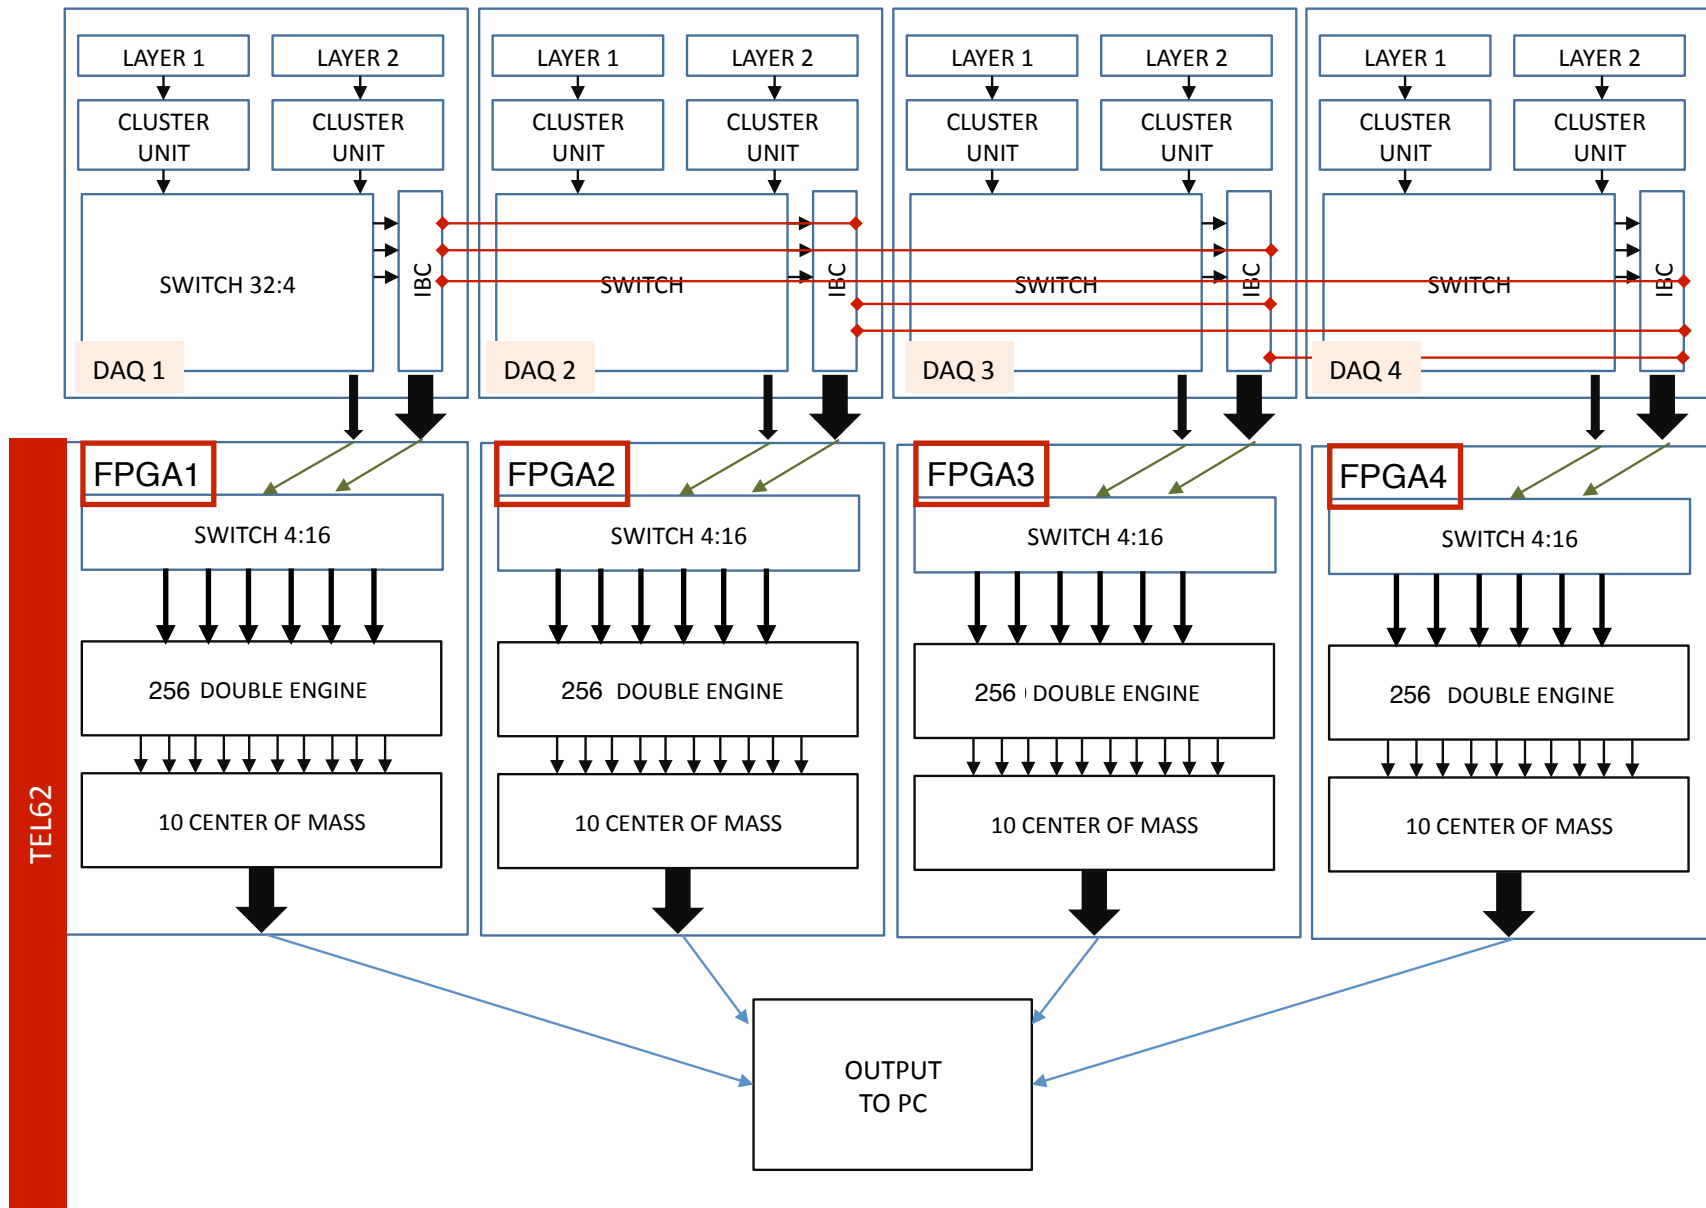 LAYER 1
LAYER 2
LAYER 1
LAYER 2
LAYER 1
LAYER 2
LAYER 1
LAYER 2
CLUSTER
UNIT
CLUSTER
UNIT
CLUSTER
UNIT
CLUSTER
UNIT
CLUSTER
UNIT
CLUSTER
UNIT
CLUSTER
UNIT
CLUSTER
UNIT
SWITCH 32:4
IBC
SWITCH
IBC
SWITCH
IBC
SWITCH
IBC
DAQ 1
DAQ 2
DAQ 3
DAQ 4
FPGA1
FPGA2
FPGA3
FPGA4
SWITCH 4:16
SWITCH 4:16
SWITCH 4:16
SWITCH 4:16
256 DOUBLE ENGINE
256 DOUBLE ENGINE
256 DOUBLE ENGINE
256 DOUBLE ENGINE
10 CENTER OF MASS
10 CENTER OF MASS
10 CENTER OF MASS
10 CENTER OF MASS
TEL62
OUTPUT
TO PC